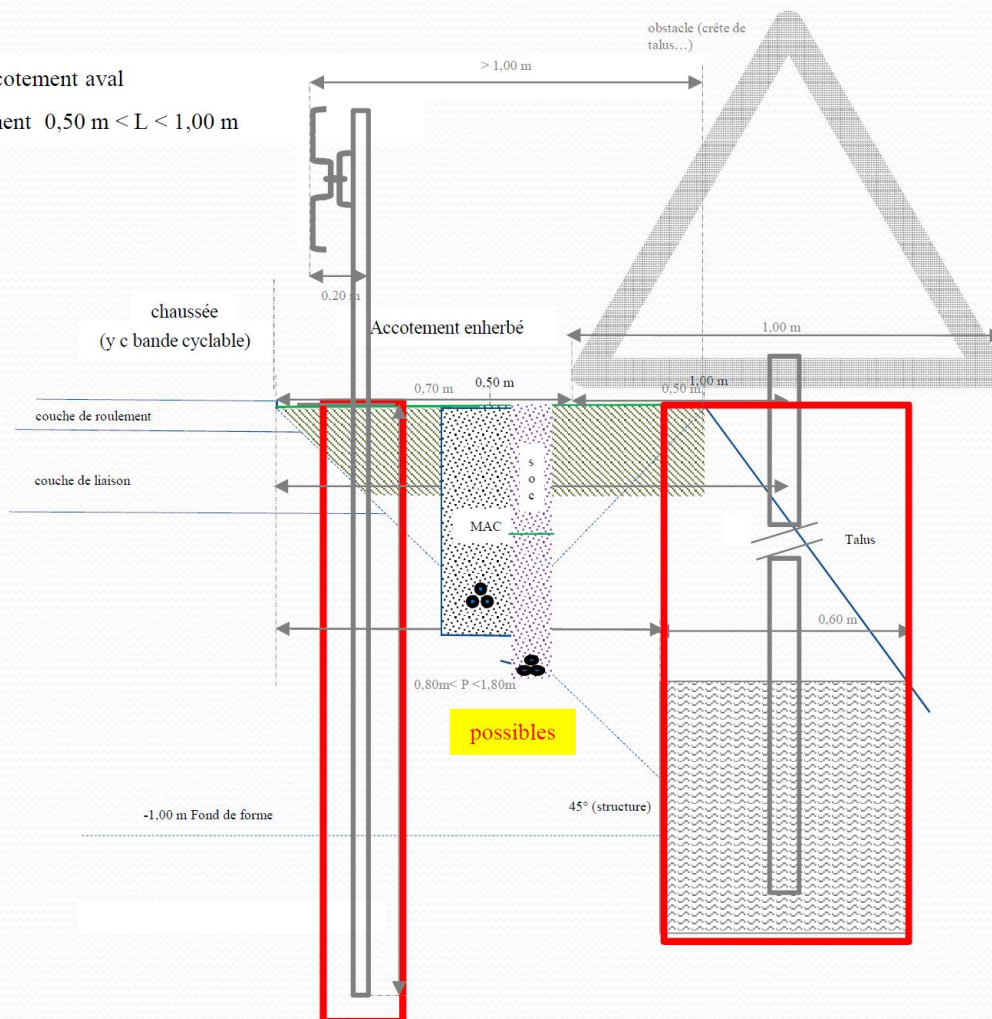 obstacle (crête de
talus…)
> 1,00 m
cotement aval
0,50 m < L < 1,00 m
0,20 m
chaussée
(y c bande cyclable)
Accotement enherbé
1,00 m
0,70 m
0,50 m
0,50 m
1,00 m
couche de roulement
couche de liaison
soc
MAC
Talus
0,60 m
0,80m< P <1,80m
possibles
45° (structure)
-1,00 m Fond de forme